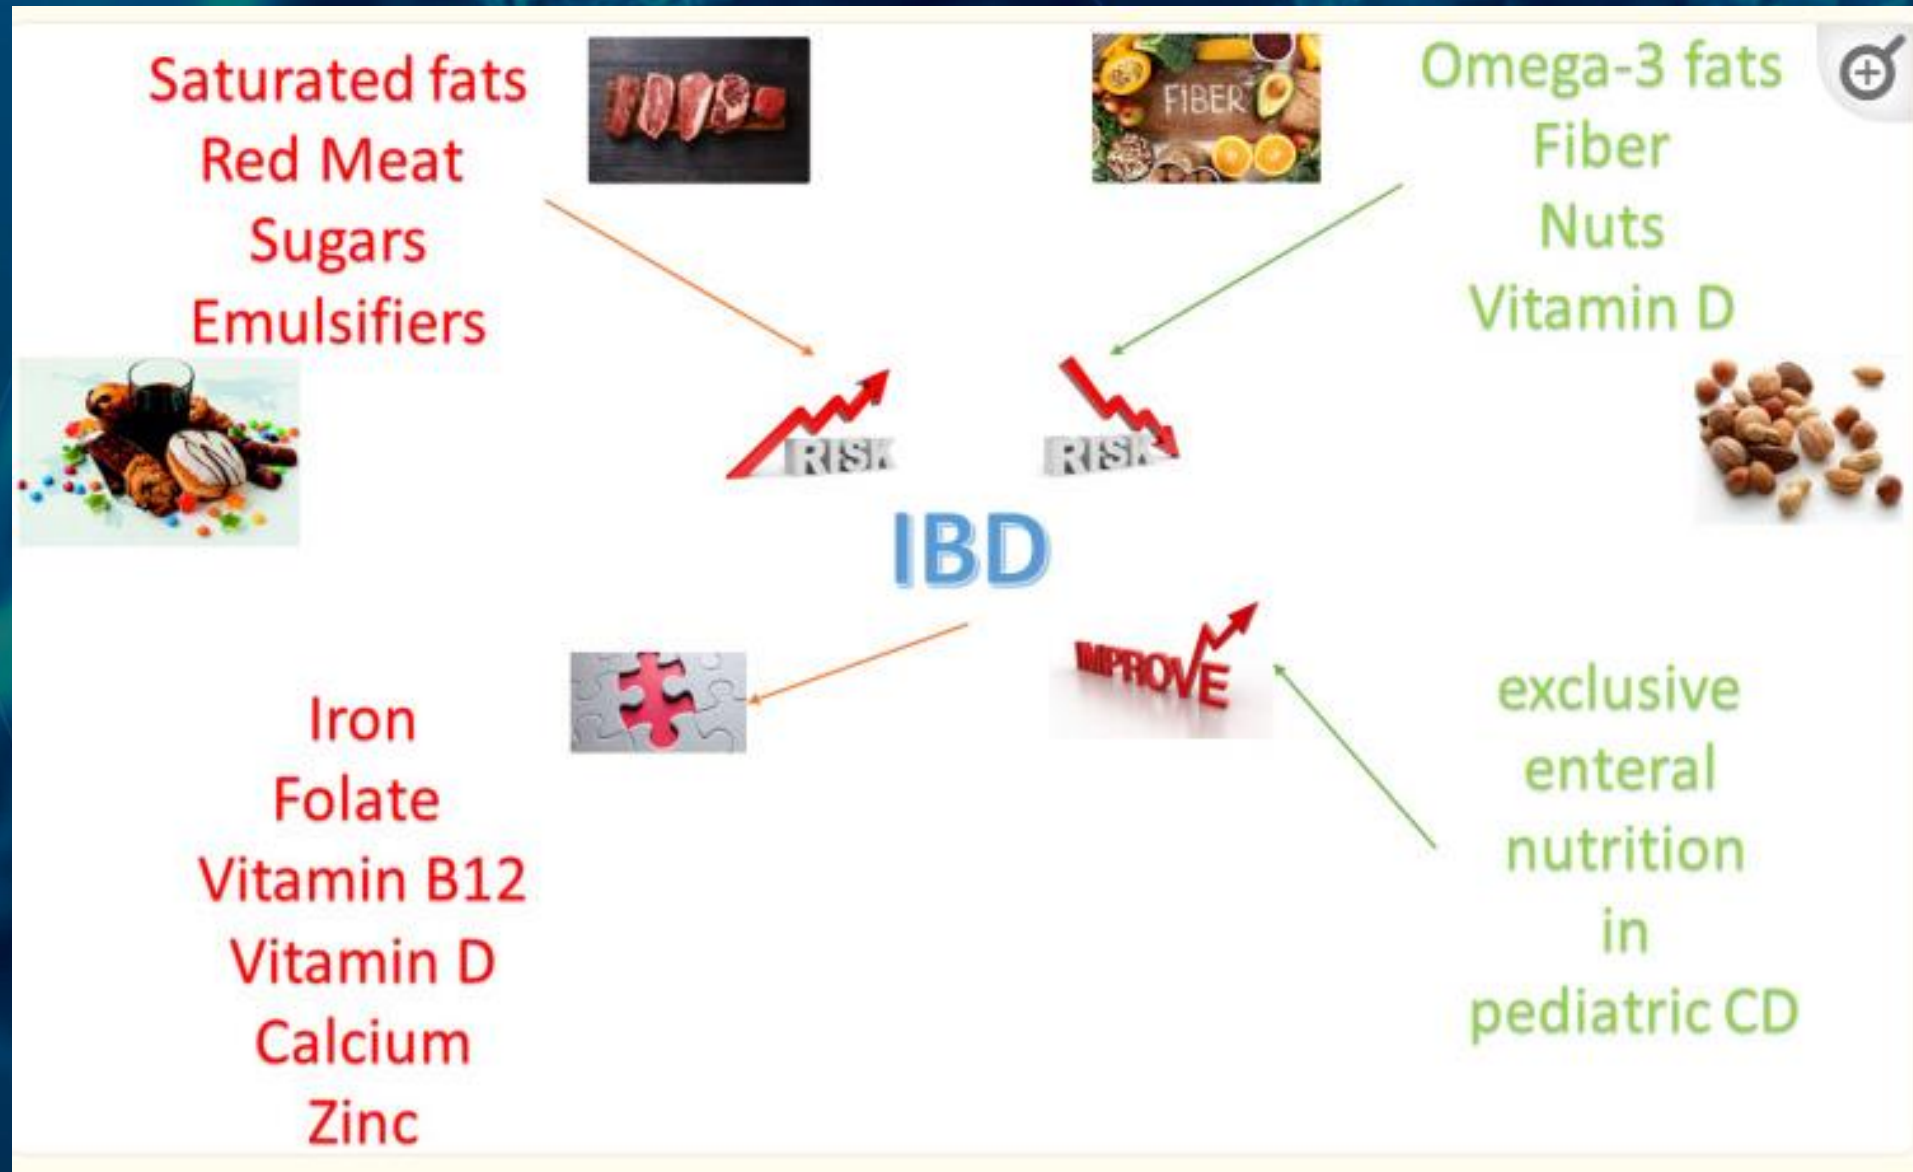 Saturated fats
Red Meat
Sugars
Emulsifiers
FIBER
Omega-3 fats
Fiber
Nuts
Vitamin D
RISK
RISK
IBD
IMPROVE
Iron
Folate
Vitamin B12
Vitamin D
Calcium
Zinc
exclusive
enteral
nutrition
in
pediatric CD